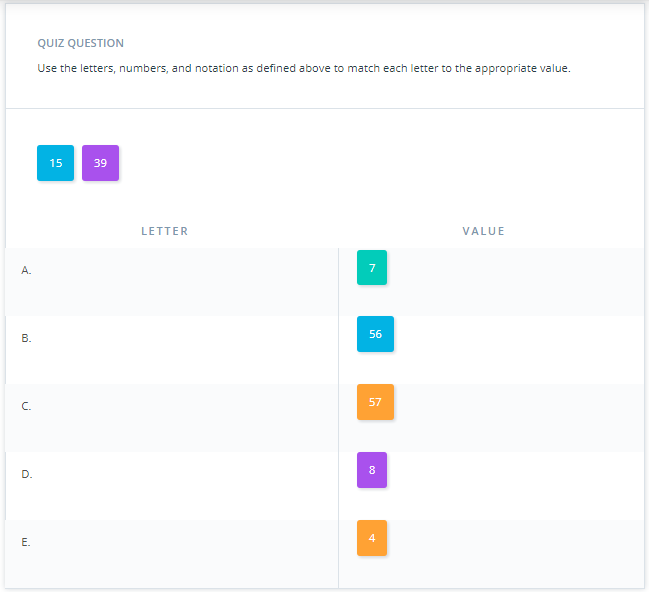 QUIZ QUESTION
Use the letters, numbers, and notation as defined above to match each letter to the appropriate value.
15 39
LETTER VALUE
A. 7
B. 56
C. 57
D. 8
E. 4